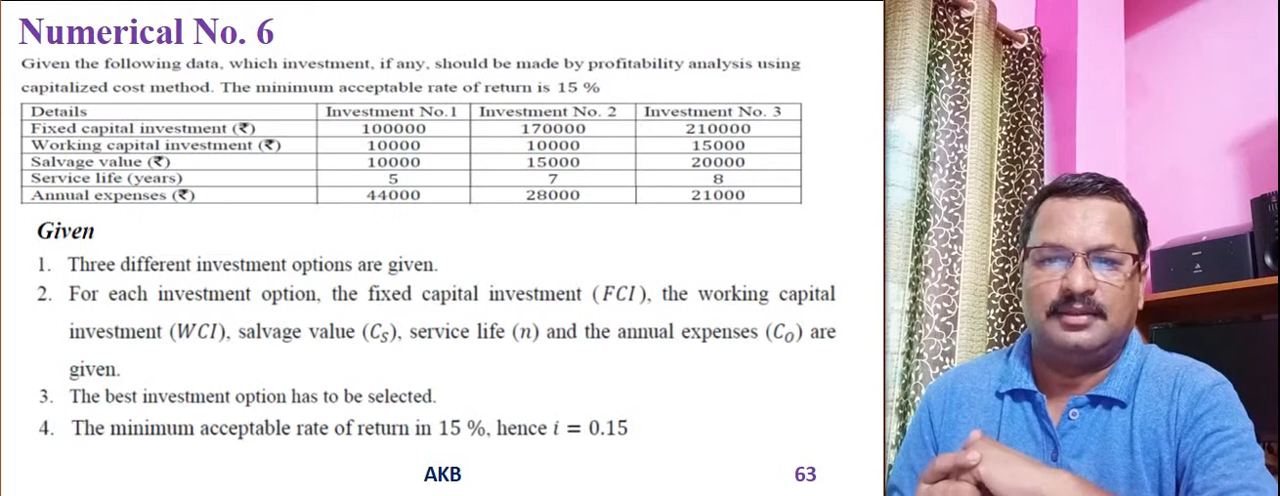 Numerical No. 6
Given the following data, which investment, if any, should be made by profitability analysis using
capitalized cost method. The minimum acceptable rate of return is 15 %
Details Investment No.1 Investment No. 2 Investment No. 3
Fixed capital investment (₹) 100000 170000 210000
Working capital investment (₹) 10000 10000 15000
Salvage value (₹) 10000 15000 20000
Service life (years) 5 7 8
Annual expenses (₹) 44000 28000 21000
Given
1. Three different investment options are given.
2. For each investment option, the fixed capital investment (FCI), the working capital
investment (WCI), salvage value (C_S), service life (n) and the annual expenses (C_O) are
given.
3. The best investment option has to be selected.
4. The minimum acceptable rate of return in 15 %, hence i = 0.15
AKB 63